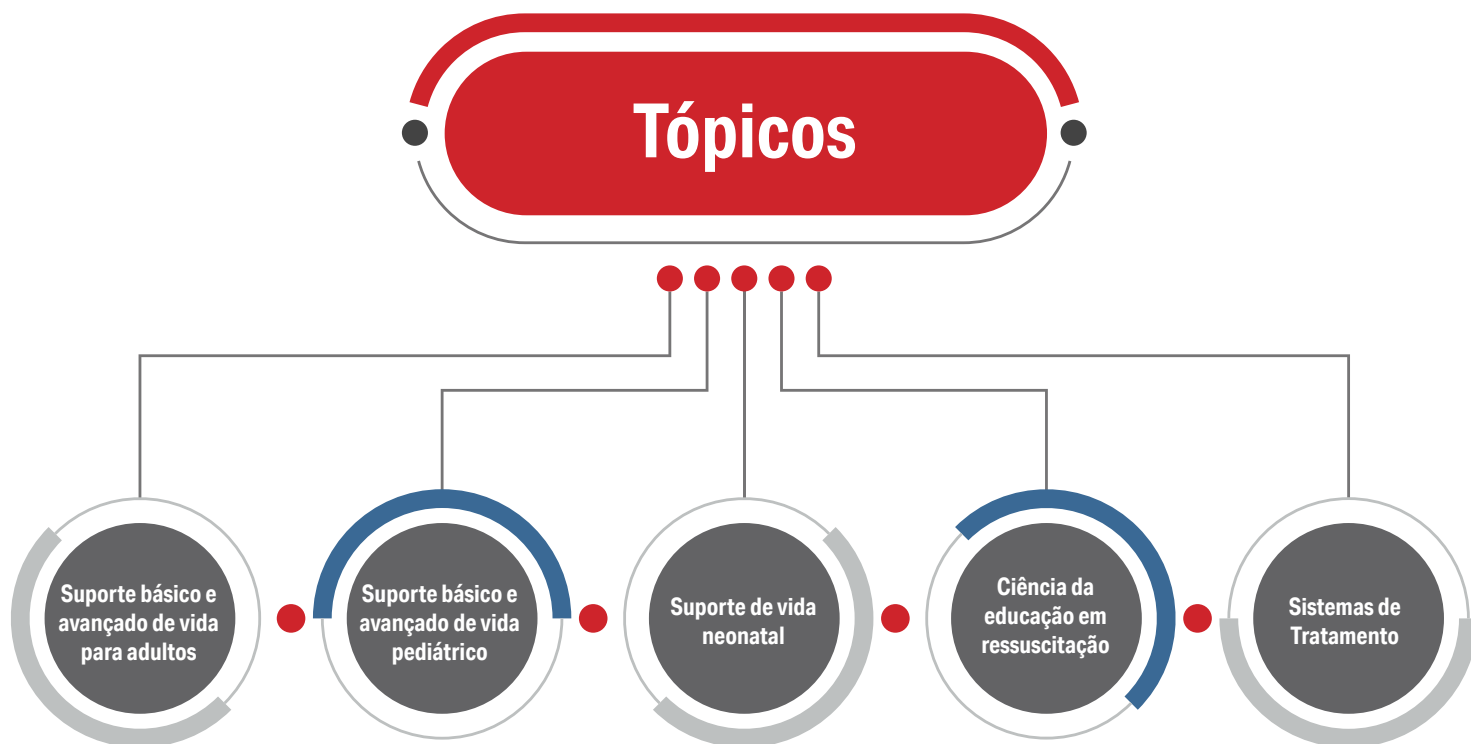 Tópicos
Suporte básico e
avançado de vida
para adultos
Suporte básico e
avançado de vida
pediátrico
Suporte de vida
neonatal
Ciência da
educação em
ressuscitação
Sistemas de
Tratamento